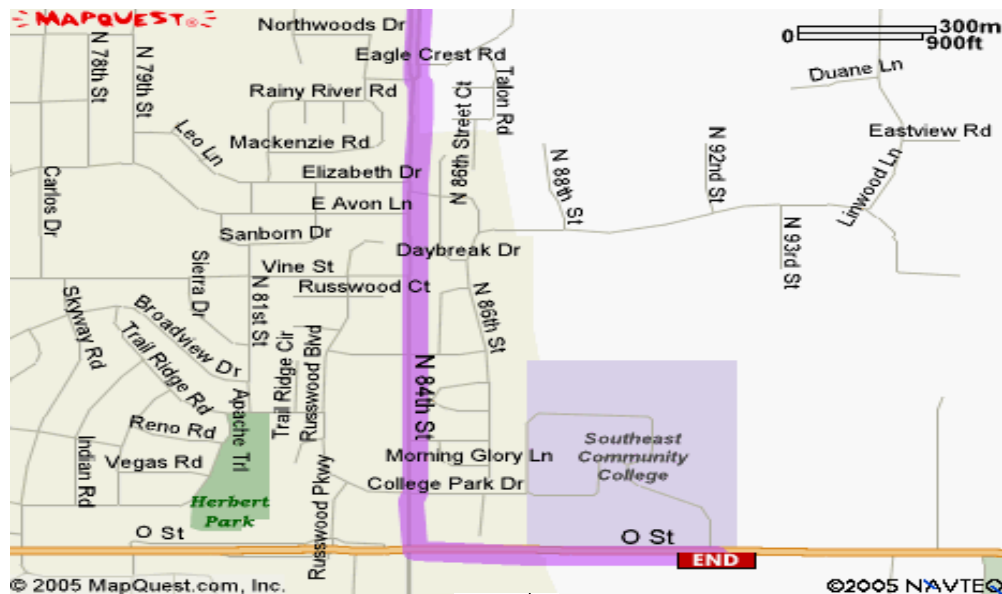 MAPQUEST®
Northwoods Dr
300m
0
900ft
N 78th St
N 79th St
Eagle Crest Rd
Duane Ln
Talon Rd
Rainy River Rd
N 86th Street Ct
Leo Ln
Mackenzie Rd
Eastview Rd
N 92nd St
Elizabeth Dr
N 88th St
Linwood Ln
Carlos Dr
E Avon Ln
Sanborn Dr
Daybreak Dr
N 93rd St
Vine St
Sierra Dr
Russwood Ct
N 81st St
N 86th St
Skyway Rd
Broadview Dr
Trail Ridge Rd
Trail Ridge Cir
Russwood Blvd
N 84th St
Apache Trl
Reno Rd
Indian Rd
Vegas Rd
Morning Glory Ln
Southeast
Community
College
Russwood Pkwy
College Park Dr
Herbert
Park
O St
O St
END
© 2005 MapQuest.com, Inc.
©2005 NAVTEQ